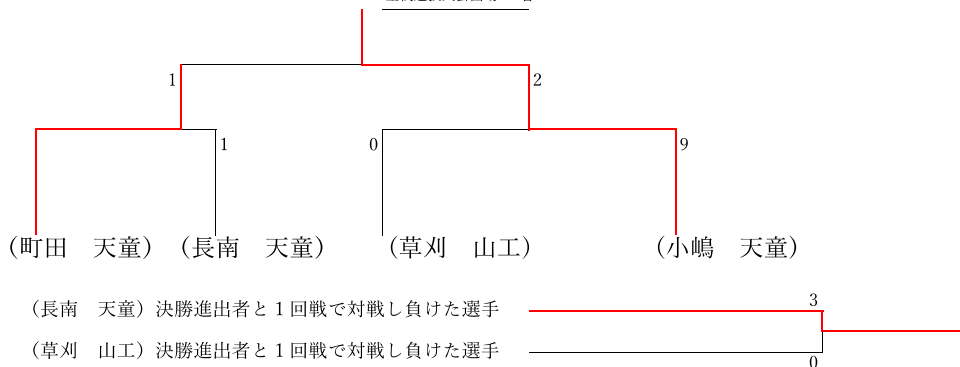 1 2
1 0 9
（町田　天童）（長南　天童）（草刈　山工）（小嶋　天童）
3
（長南　天童）決勝進出者と１回戦で対戦し負けた選手
（草刈　山工）決勝進出者と１回戦で対戦し負けた選手
0